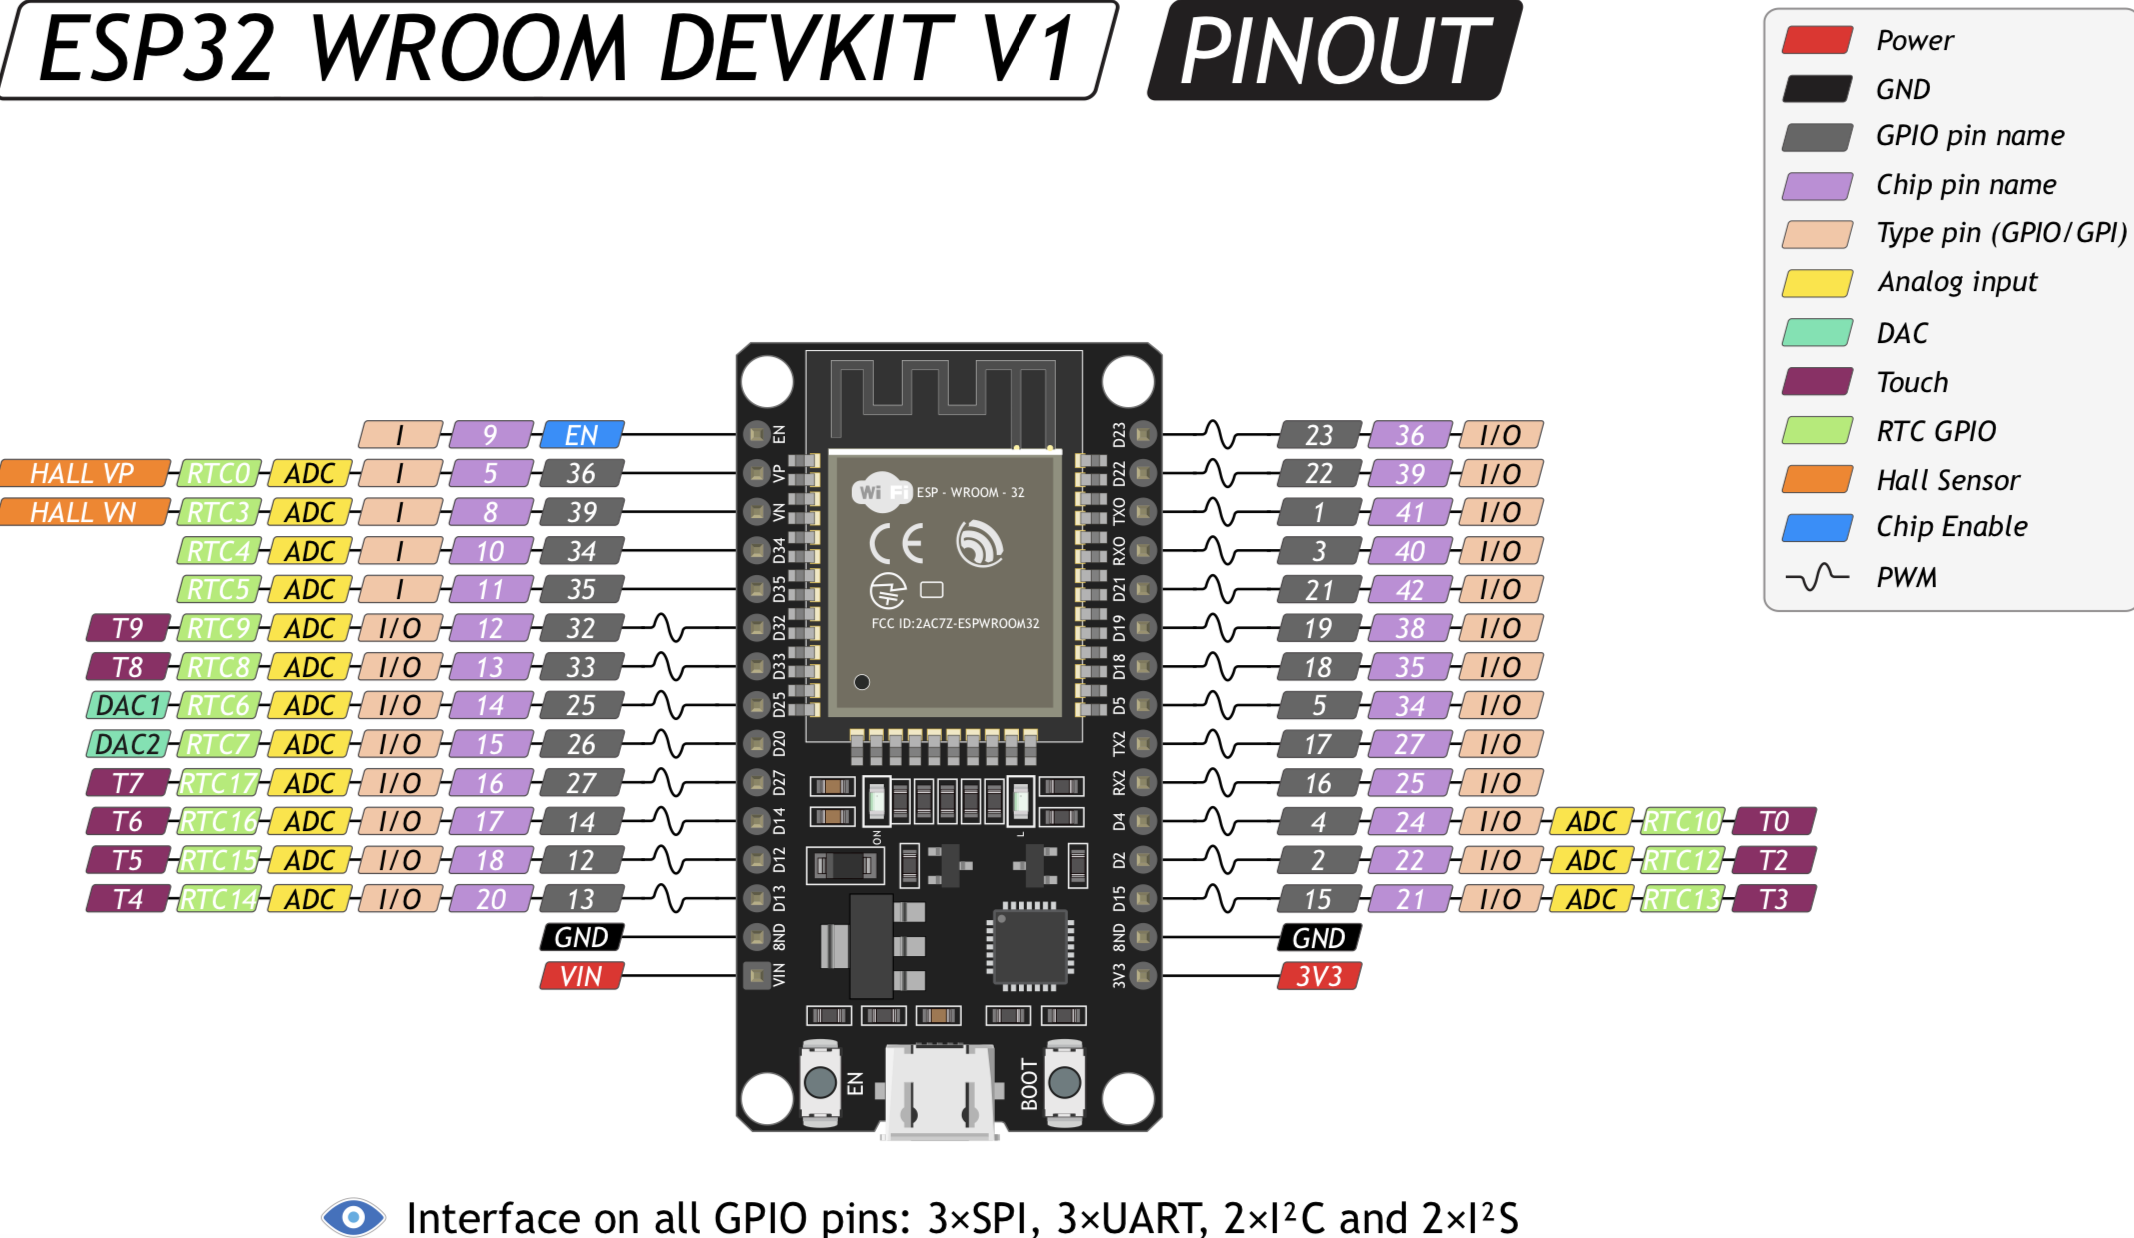 ESP32 WROOM DEVKIT V1 PINOUT
Power
GND
GPIO pin name
Chip pin name
Type pin (GPIO/GPI)
Analog input
DAC
Touch
RTC GPIO
Hall Sensor
Chip Enable
PWM
I 9 EN EN D23 23 36 I/O
HALL VP RTC0 ADC I 5 36 VP D22 22 39 I/O
HALL VN RTC3 ADC I 8 39 VN TXO 1 41 I/O
RTC4 ADC I 10 34 D34 RXO 3 40 I/O
RTC5 ADC I 11 35 D35 D21 21 42 I/O
T9 RTC9 ADC I/O 12 32 D32 D19 19 38 I/O
T8 RTC8 ADC I/O 13 33 D33 D18 18 35 I/O
DAC1 RTC6 ADC I/O 14 25 D25 D5 5 34 I/O
DAC2 RTC7 ADC I/O 15 26 D20 TX2 17 27 I/O
T7 RTC17 ADC I/O 16 27 D27 RX2 16 25 I/O
T6 RTC16 ADC I/O 17 14 D14 D4 4 24 I/O ADC RTC10 T0
T5 RTC15 ADC I/O 18 12 D12 D2 2 22 I/O ADC RTC12 T2
T4 RTC14 ADC I/O 20 13 D13 D15 15 21 I/O ADC RTC13 T3
GND 8ND 8ND GND
VIN VIN 3V3 3V3
Wi Fi ESP - WROOM - 32
CE
FCC ID:2AC7Z-ESPWROOM32
ON
L
EN
BOOT
Interface on all GPIO pins: 3×SPI, 3×UART, 2×I²C and 2×I²S